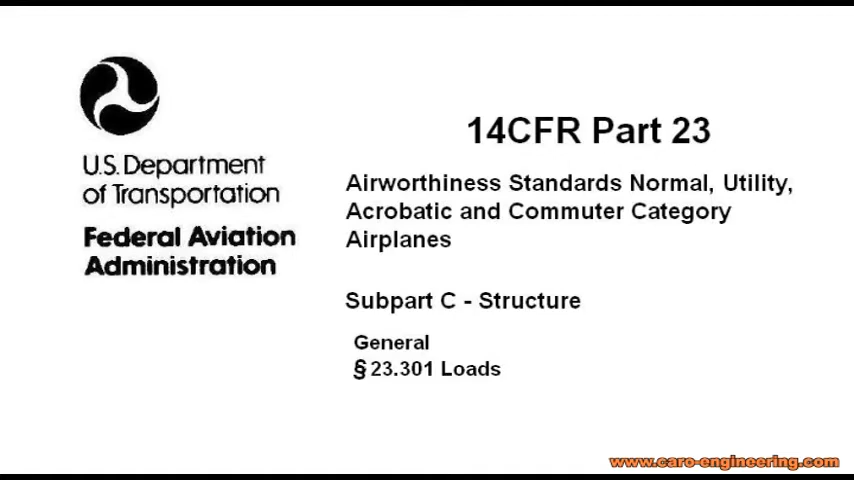 U.S. Department
of Transportation
Federal Aviation
Administration
14CFR Part 23
Airworthiness Standards Normal, Utility,
Acrobatic and Commuter Category
Airplanes
Subpart C - Structure
General
§ 23.301 Loads
www.caro-engineering.com